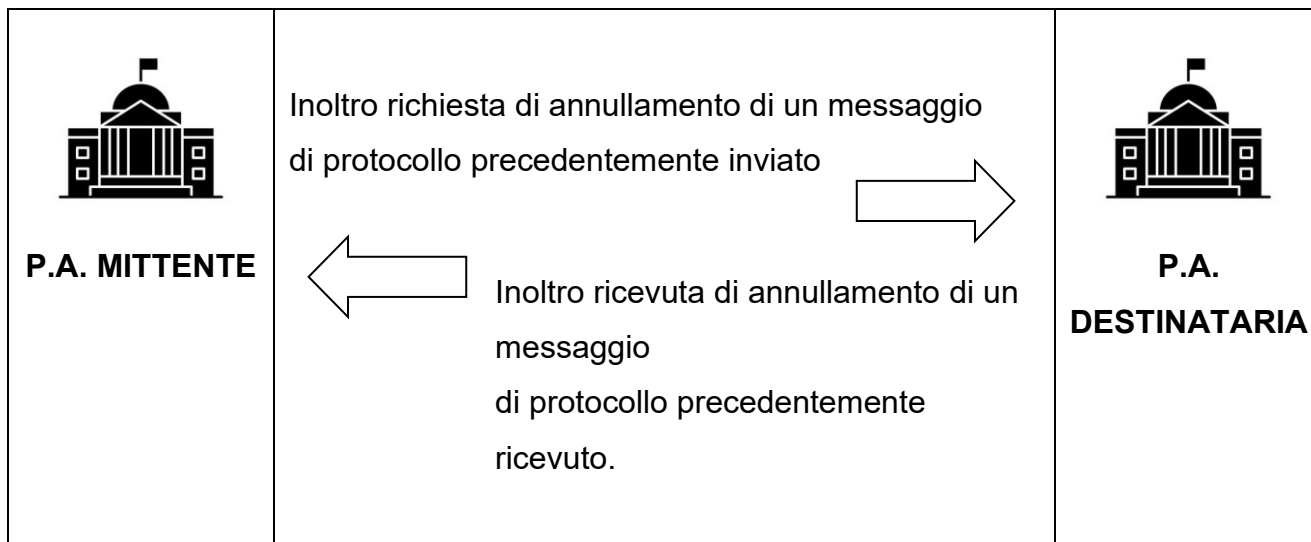 Inoltro richiesta di annullamento di un messaggio
di protocollo precedentemente inviato
P.A. MITTENTE
Inoltro ricevuta di annullamento di un
messaggio
di protocollo precedentemente
ricevuto.
P.A.
DESTINATARIA